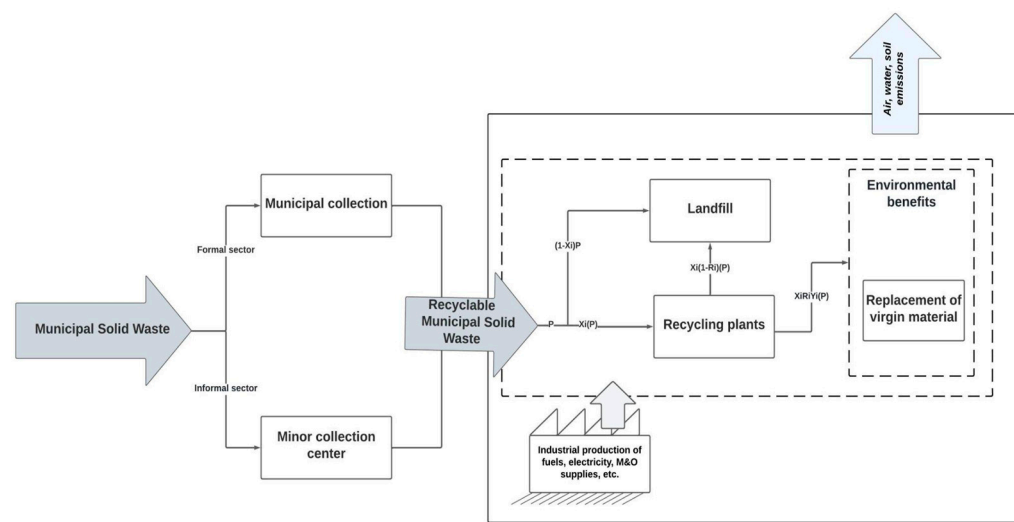 Air, water, soil
emissions
Municipal collection
Formal sector
Municipal Solid Waste
Informal sector
Minor collection
center
Recyclable
Municipal Solid
Waste
P
(1-Xi)P
Xi(P)
Landfill
Xi(1-Ri)(P)
Recycling plants
XiRiYi(P)
Environmental
benefits
Replacement of
virgin material
Industrial production of
fuels, electricity, M&O
supplies, etc.